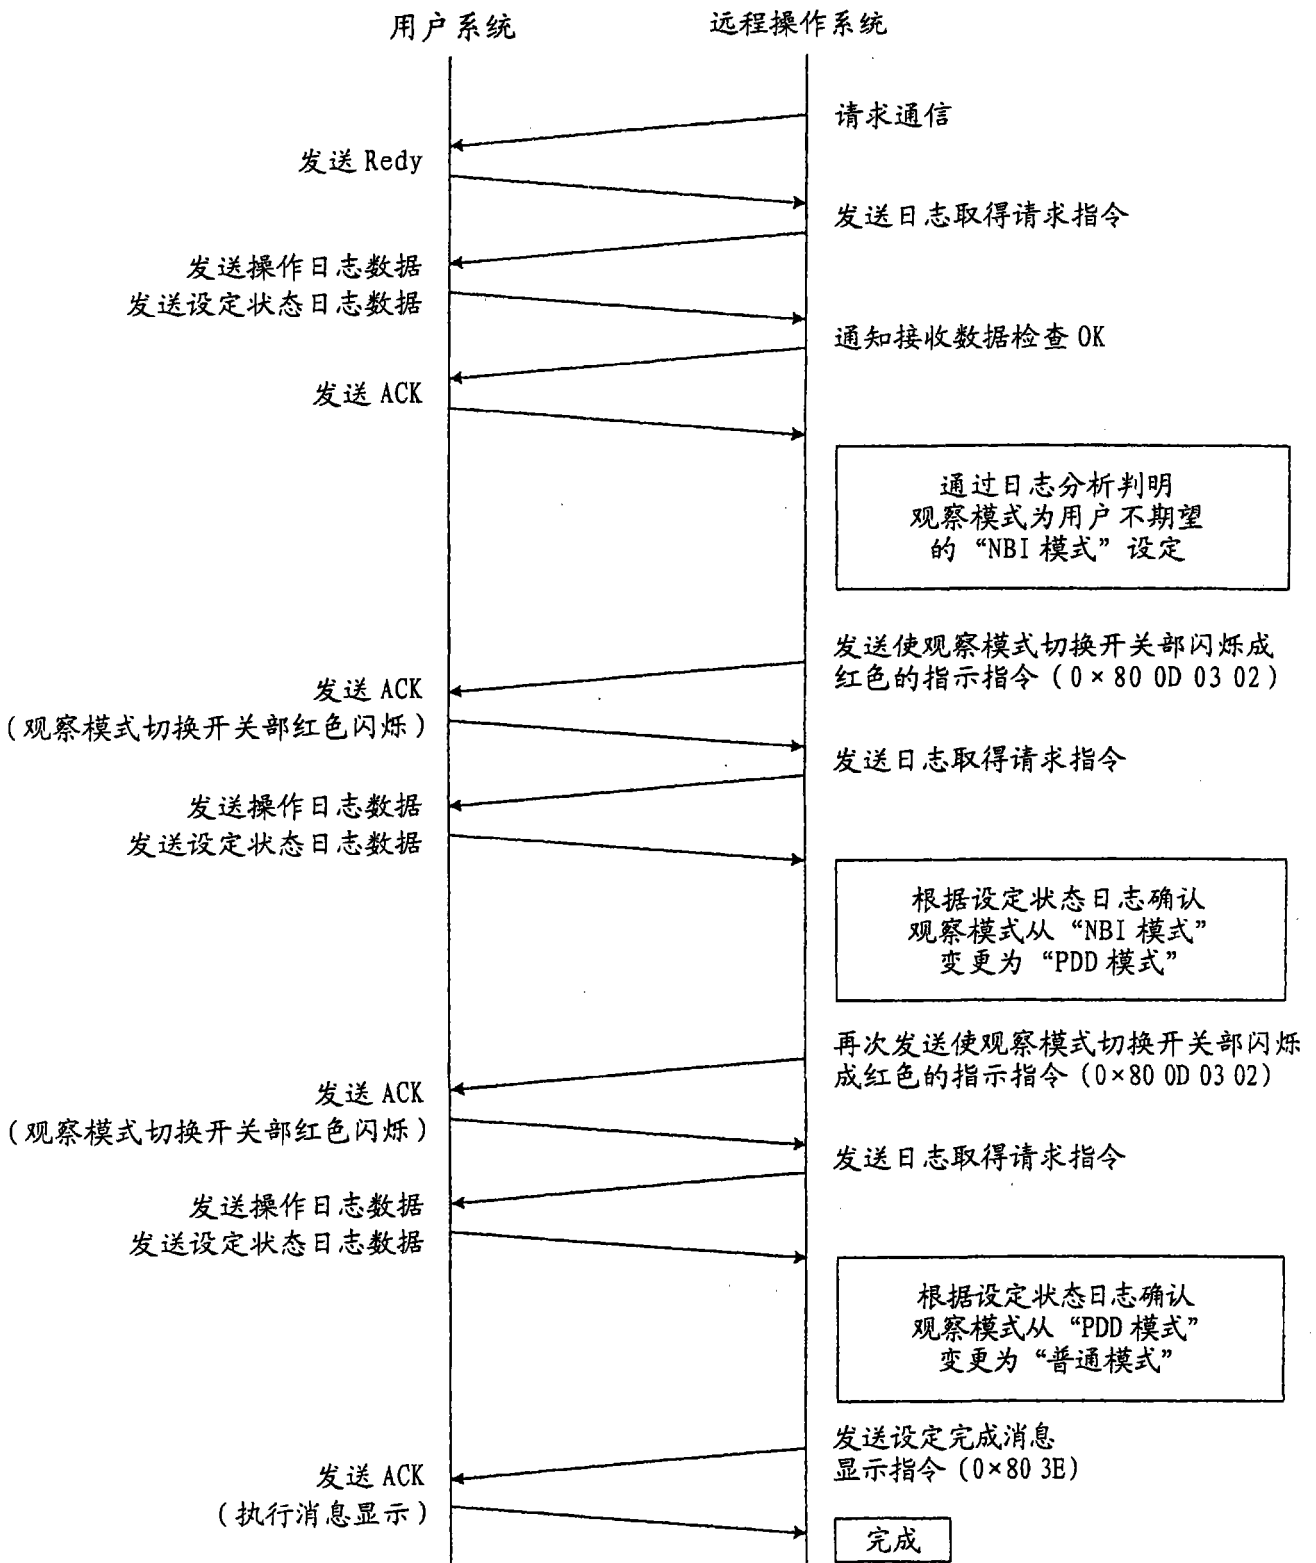 用户系统
远程操作系统
请求通信
发送 Redy
发送日志取得请求指令
发送操作日志数据
发送设定状态日志数据
通知接收数据检查 OK
发送 ACK
通过日志分析判明
观察模式为用户不期望
的“NBI 模式”设定
发送使观察模式切换开关部闪烁成
红色的指示指令（0×80 0D 03 02）
发送 ACK
（观察模式切换开关部红色闪烁）
发送日志取得请求指令
发送操作日志数据
发送设定状态日志数据
根据设定状态日志确认
观察模式从“NBI 模式”
变更为“PDD 模式”
再次发送使观察模式切换开关部闪烁
成红色的指示指令（0×80 0D 03 02）
发送 ACK
（观察模式切换开关部红色闪烁）
发送日志取得请求指令
发送操作日志数据
发送设定状态日志数据
根据设定状态日志确认
观察模式从“PDD 模式”
变更为“普通模式”
发送设定完成消息
显示指令（0×80 3E）
发送 ACK
（执行消息显示）
完成